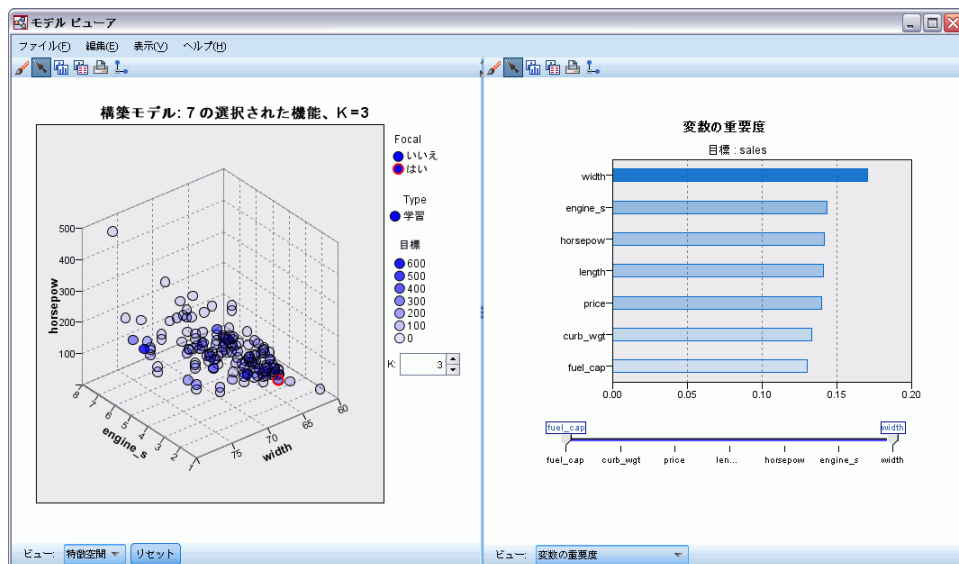 モデル ビューア
ファイル(F) 編集(E) 表示(V) ヘルプ(H)
構築モデル: 7 の選択された機能、K=3
Focal
いいえ
はい
Type
学習
目標
600
500
400
300
200
100
0
K: 3
500
400
300
200
100
horsepow
8
7
6
5
4
3
2
1
engine_s
75
70
65
60
width
ビュー: 特徴空間 リセット
変数の重要度
目標 : sales
width
engine_s
horsepow
length
price
curb_wgt
fuel_cap
0.00 0.05 0.10 0.15 0.20
fuel_cap width
fuel_cap curb_wgt price len... horsepow engine_s width
ビュー: 変数の重要度